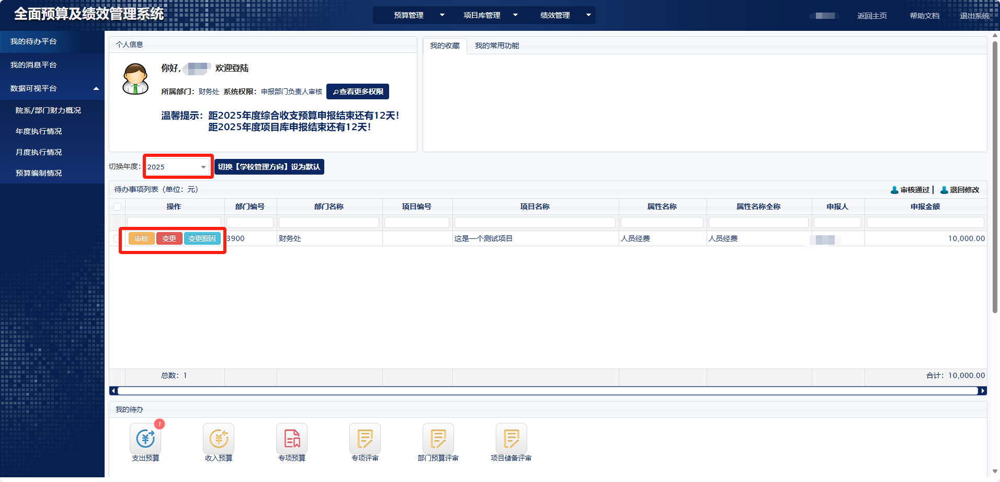 全面预算及绩效管理系统
预算管理 项目库管理 绩效管理
返回主页 帮助文档 退出系统
我的待办平台
我的消息平台
数据可视平台
院系/部门财力概况
年度执行情况
月度执行情况
预算编制情况
个人信息
你好, 欢迎登陆
所属部门：财务处 系统权限：申报部门负责人审核 查看更多权限
温馨提示：距2025年度综合收支预算申报结束还有12天！
距2025年度项目库申报结束还有12天！
我的收藏 我的常用功能
切换年度：2025 切换【学校管理方向】设为默认
待办事项列表（单位：元） 审核通过 退回修改
操作 部门编号 部门名称 项目编号 项目名称 属性名称 属性名称全称 申报人 申报金额
审核 变更 变更原因 3900 财务处 这是一个测试项目 人员经费 人员经费 10,000.00
总数：1 合计：10,000.00
我的待办
1
支出预算 收入预算 专项预算 专项评审 部门预算评审 项目储备评审